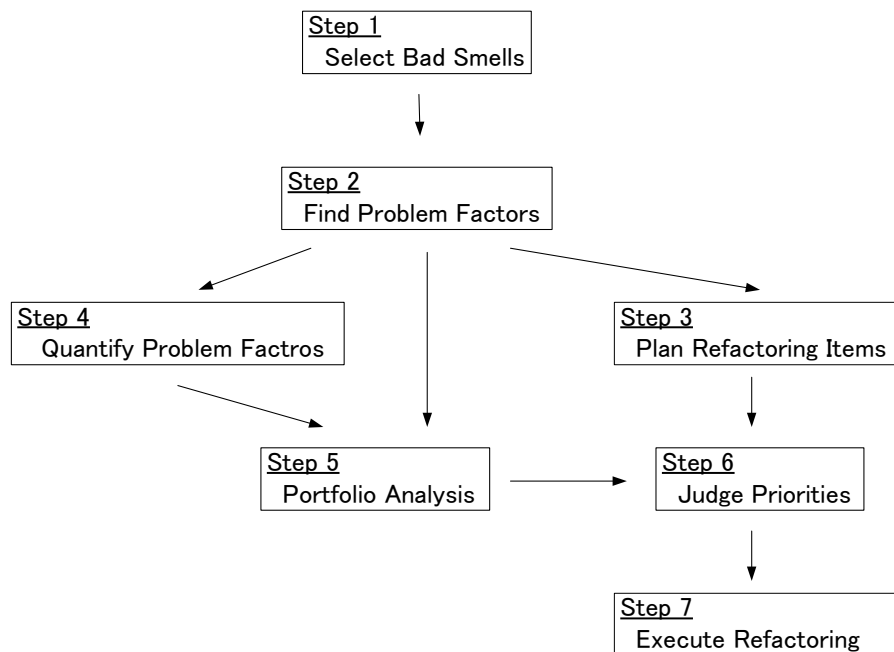 Step 1
Select Bad Smells
Step 2
Find Problem Factors
Step 4
Quantify Problem Factros
Step 3
Plan Refactoring Items
Step 5
Portfolio Analysis
Step 6
Judge Priorities
Step 7
Execute Refactoring